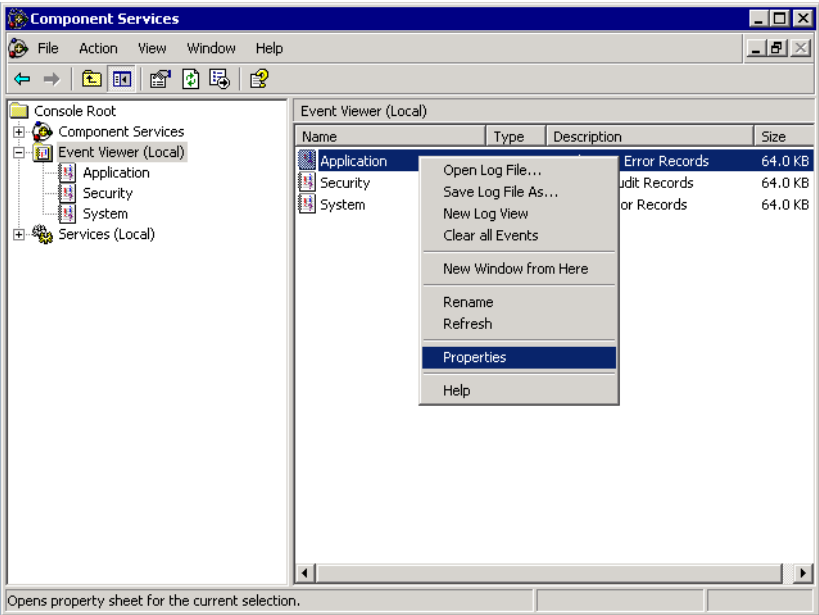 Component Services
File Action View Window Help
Console Root
Component Services
Event Viewer (Local)
Application
Security
System
Services (Local)
Event Viewer (Local)
Name Type Description Size
Application Error Records 64.0 KB
Security Records 64.0 KB
System Records 64.0 KB
Open Log File...
Save Log File As...
New Log View
Clear all Events
New Window from Here
Rename
Refresh
Properties
Help
Opens property sheet for the current selection.